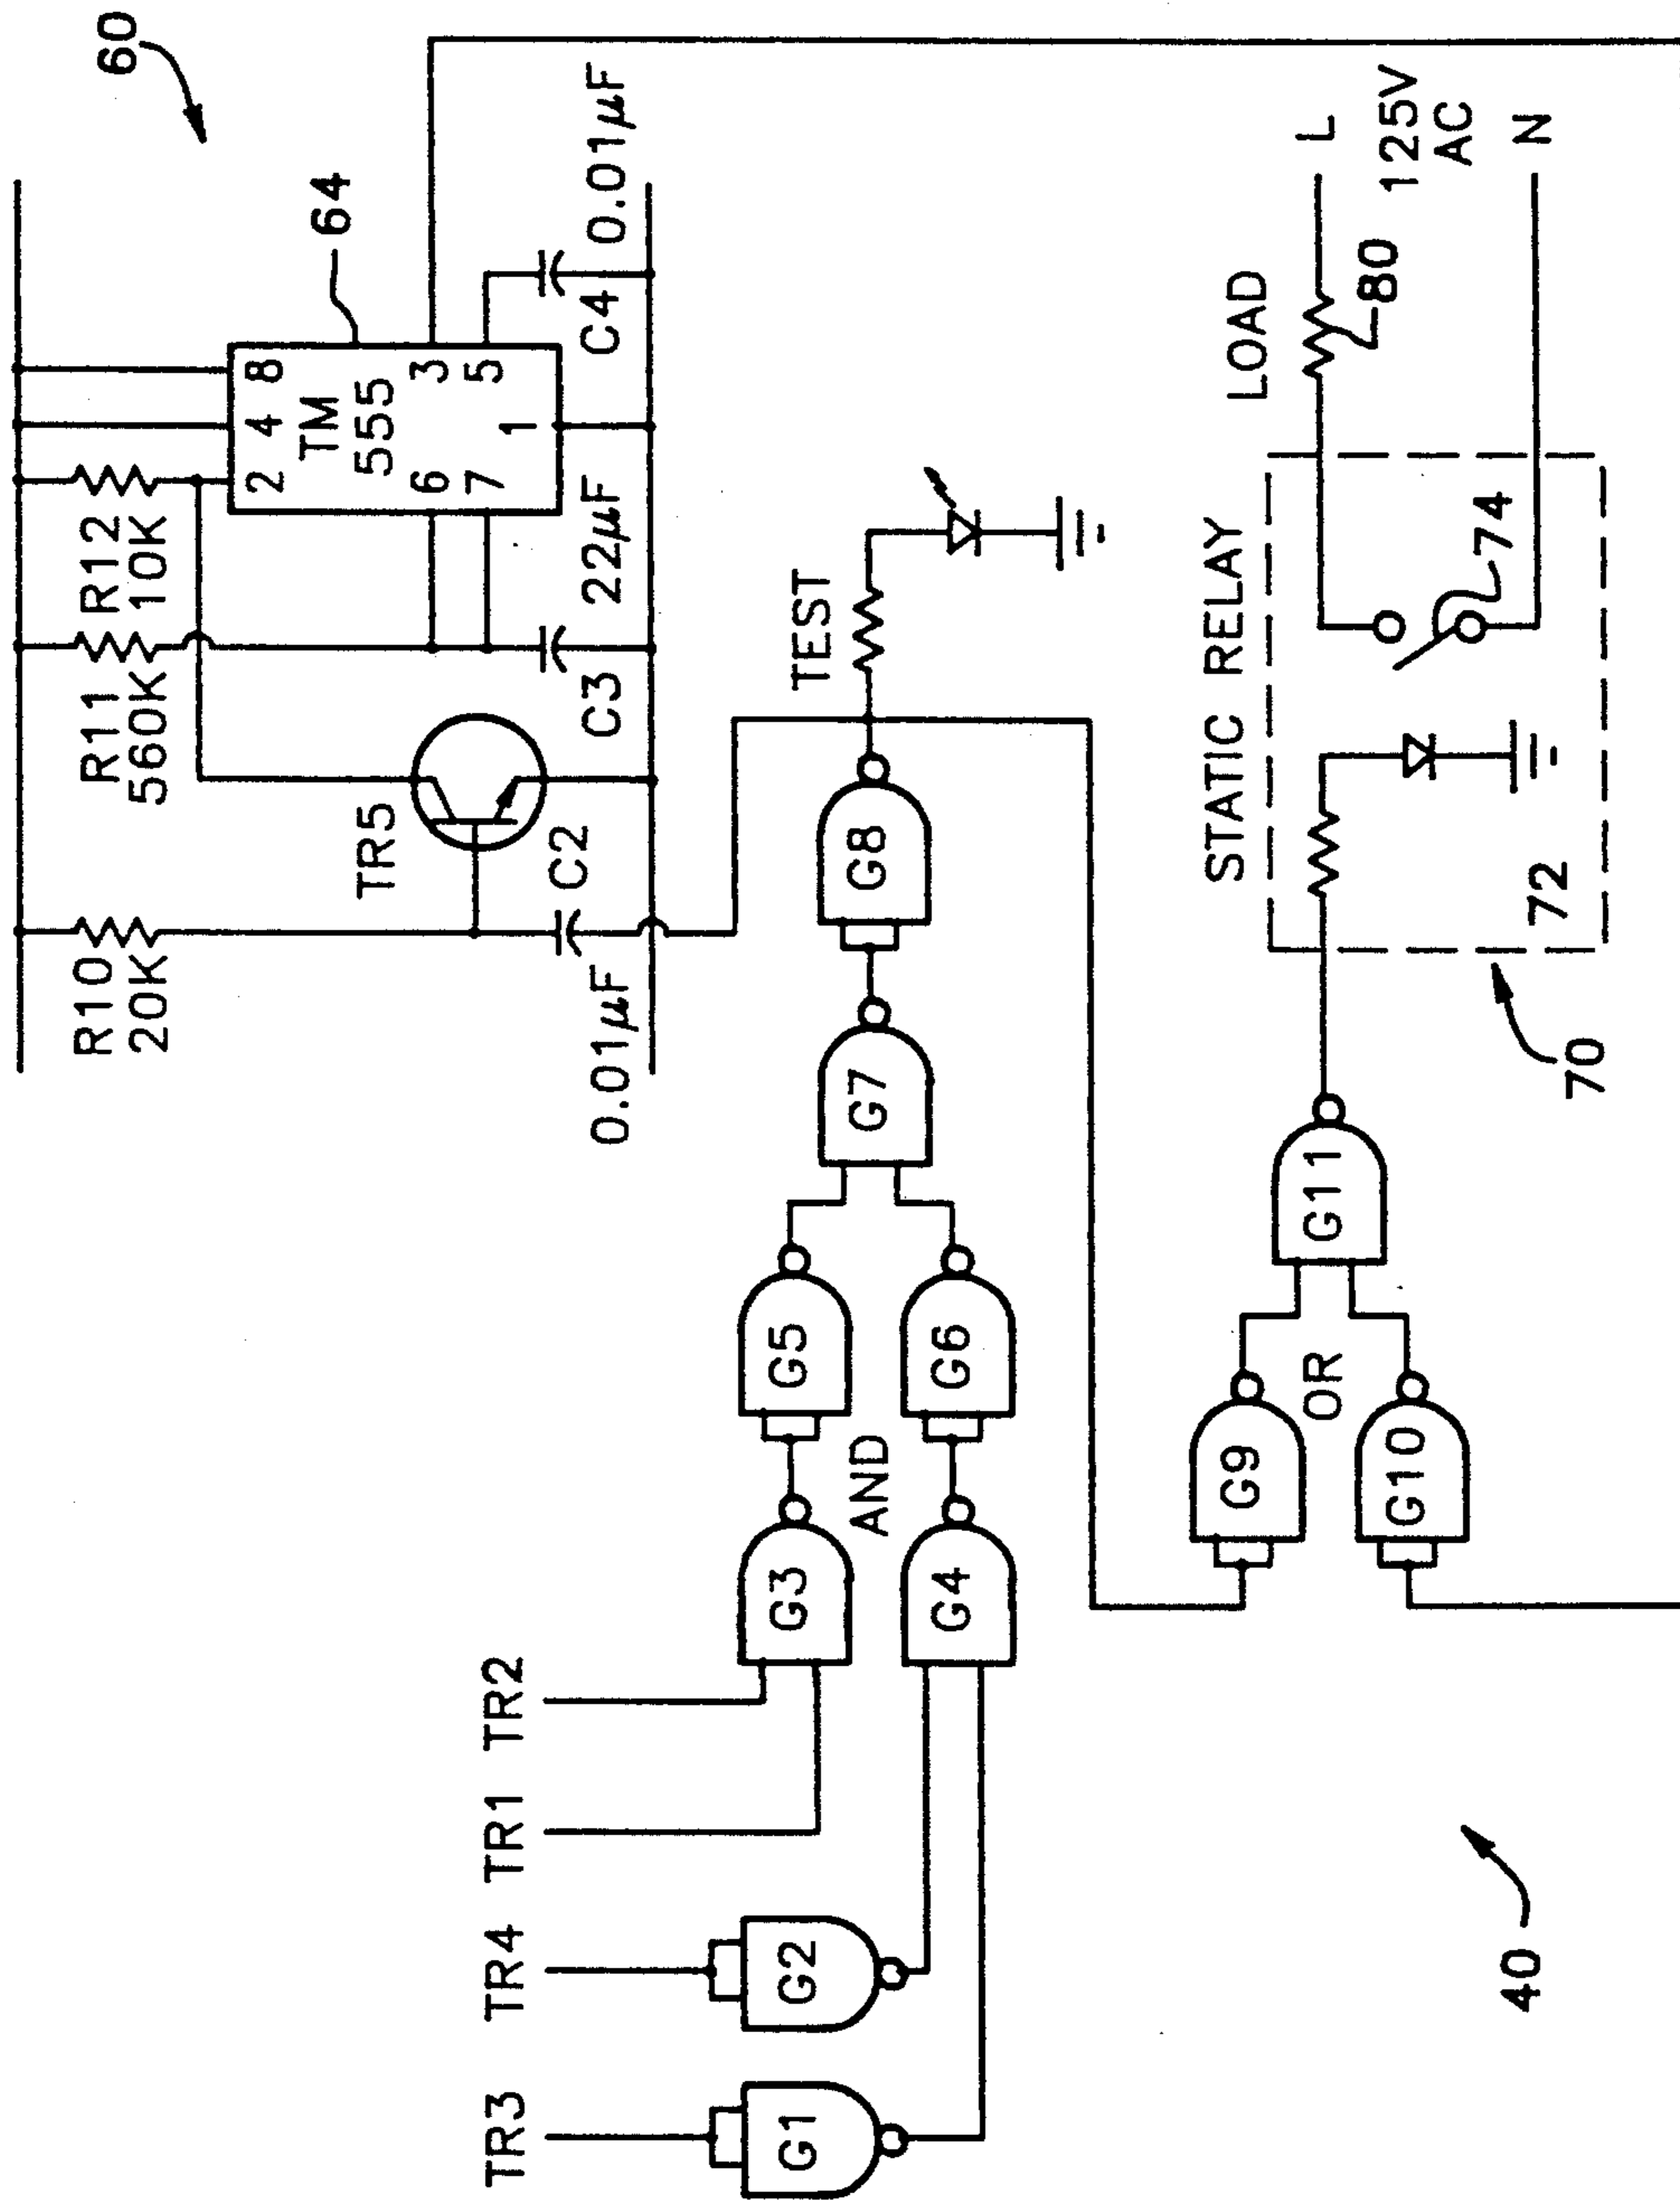 60
R10
20K
R11
560K
R12
10K
2
4
8
TM
555
6
7
3
5
1
64
TR5
C2
0.01μF
C3
22μF
C4
0.01μF
TR3
TR4
TR1
TR2
G1
G2
G3
G4
AND
G5
G6
G7
G8
TEST
G9
G10
OR
G11
STATIC RELAY
72
74
70
LOAD
80
L
125V
AC
N
40